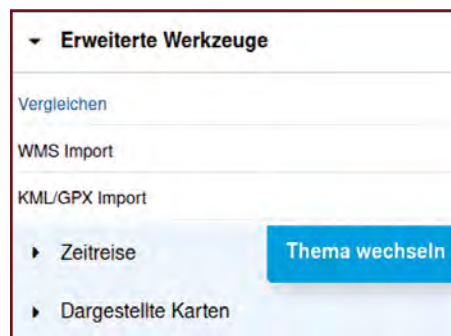 Erweiterte Werkzeuge
Vergleichen
WMS Import
KML/GPX Import
Zeitreise
Thema wechseln
Dargestellte Karten